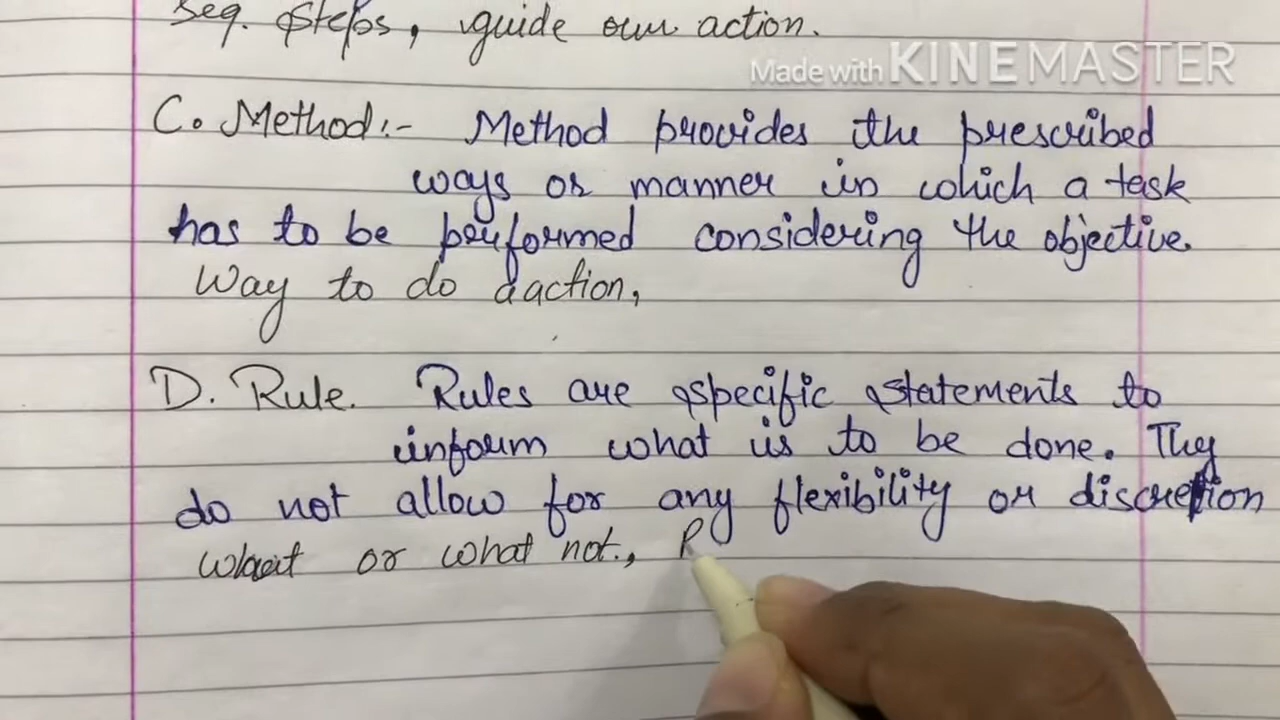 Seq. steps, guide our action.
Made with KINEMASTER
C. Method:- Method provides the prescribed
ways or manner in which a task
has to be performed considering the objective.
Way to do a action,
D. Rule. Rules are specific statements to
inform what is to be done. They
do not allow for any flexibility or discretion
what or what not.,